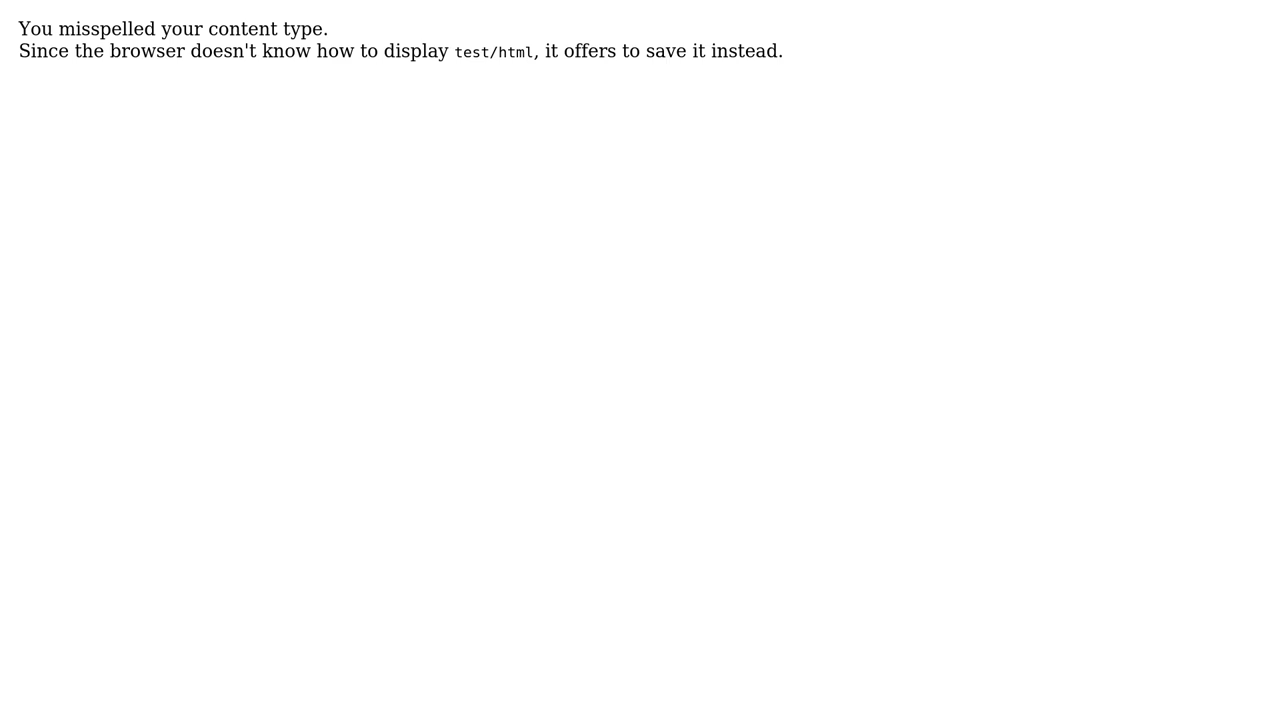 You misspelled your content type.
Since the browser doesn't know how to display test/html, it offers to save it instead.